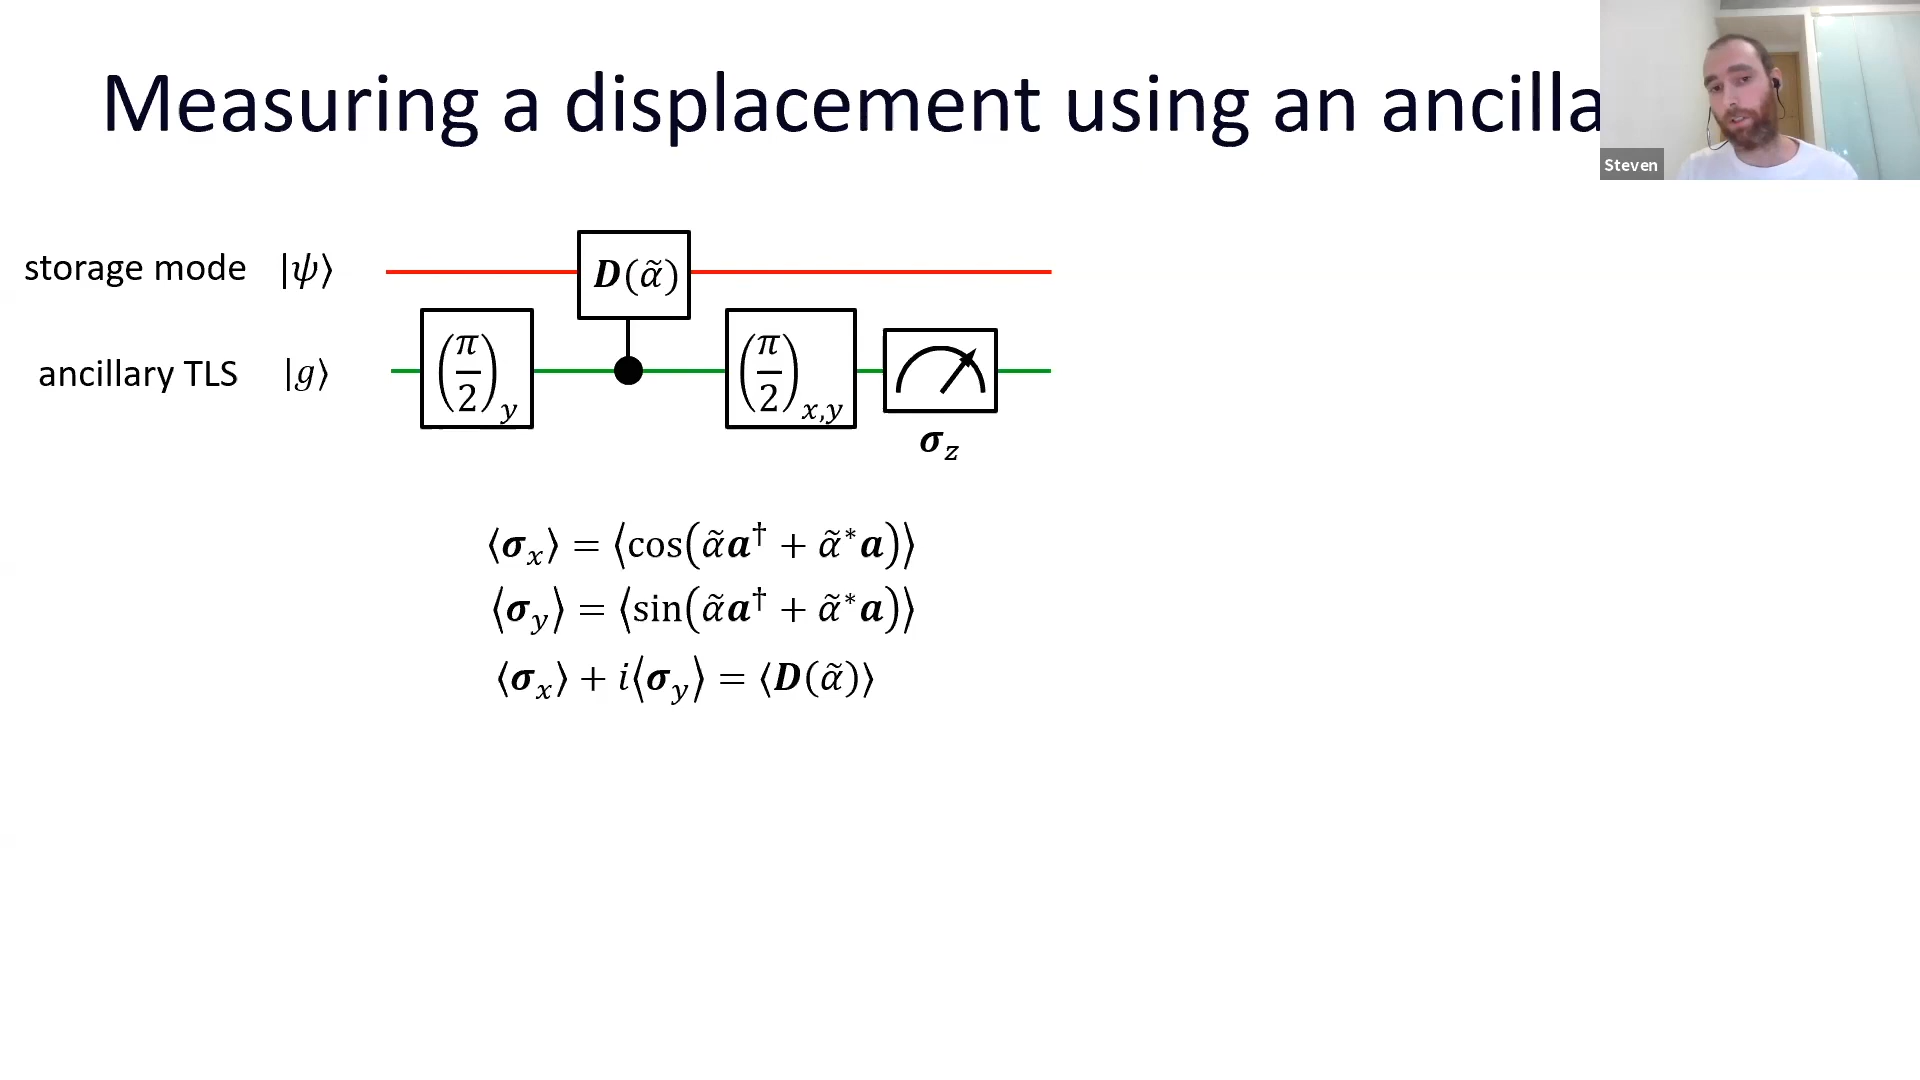 Measuring a displacement using an ancilla
Steven
storage mode |ψ⟩
D(α̃)
ancillary TLS |g⟩
(π/2)_y
(π/2)_{x,y}
σ_z
⟨σ_x⟩ = ⟨cos(α̃a† + α̃*a)⟩
⟨σ_y⟩ = ⟨sin(α̃a† + α̃*a)⟩
⟨σ_x⟩ + i⟨σ_y⟩ = ⟨D(α̃)⟩